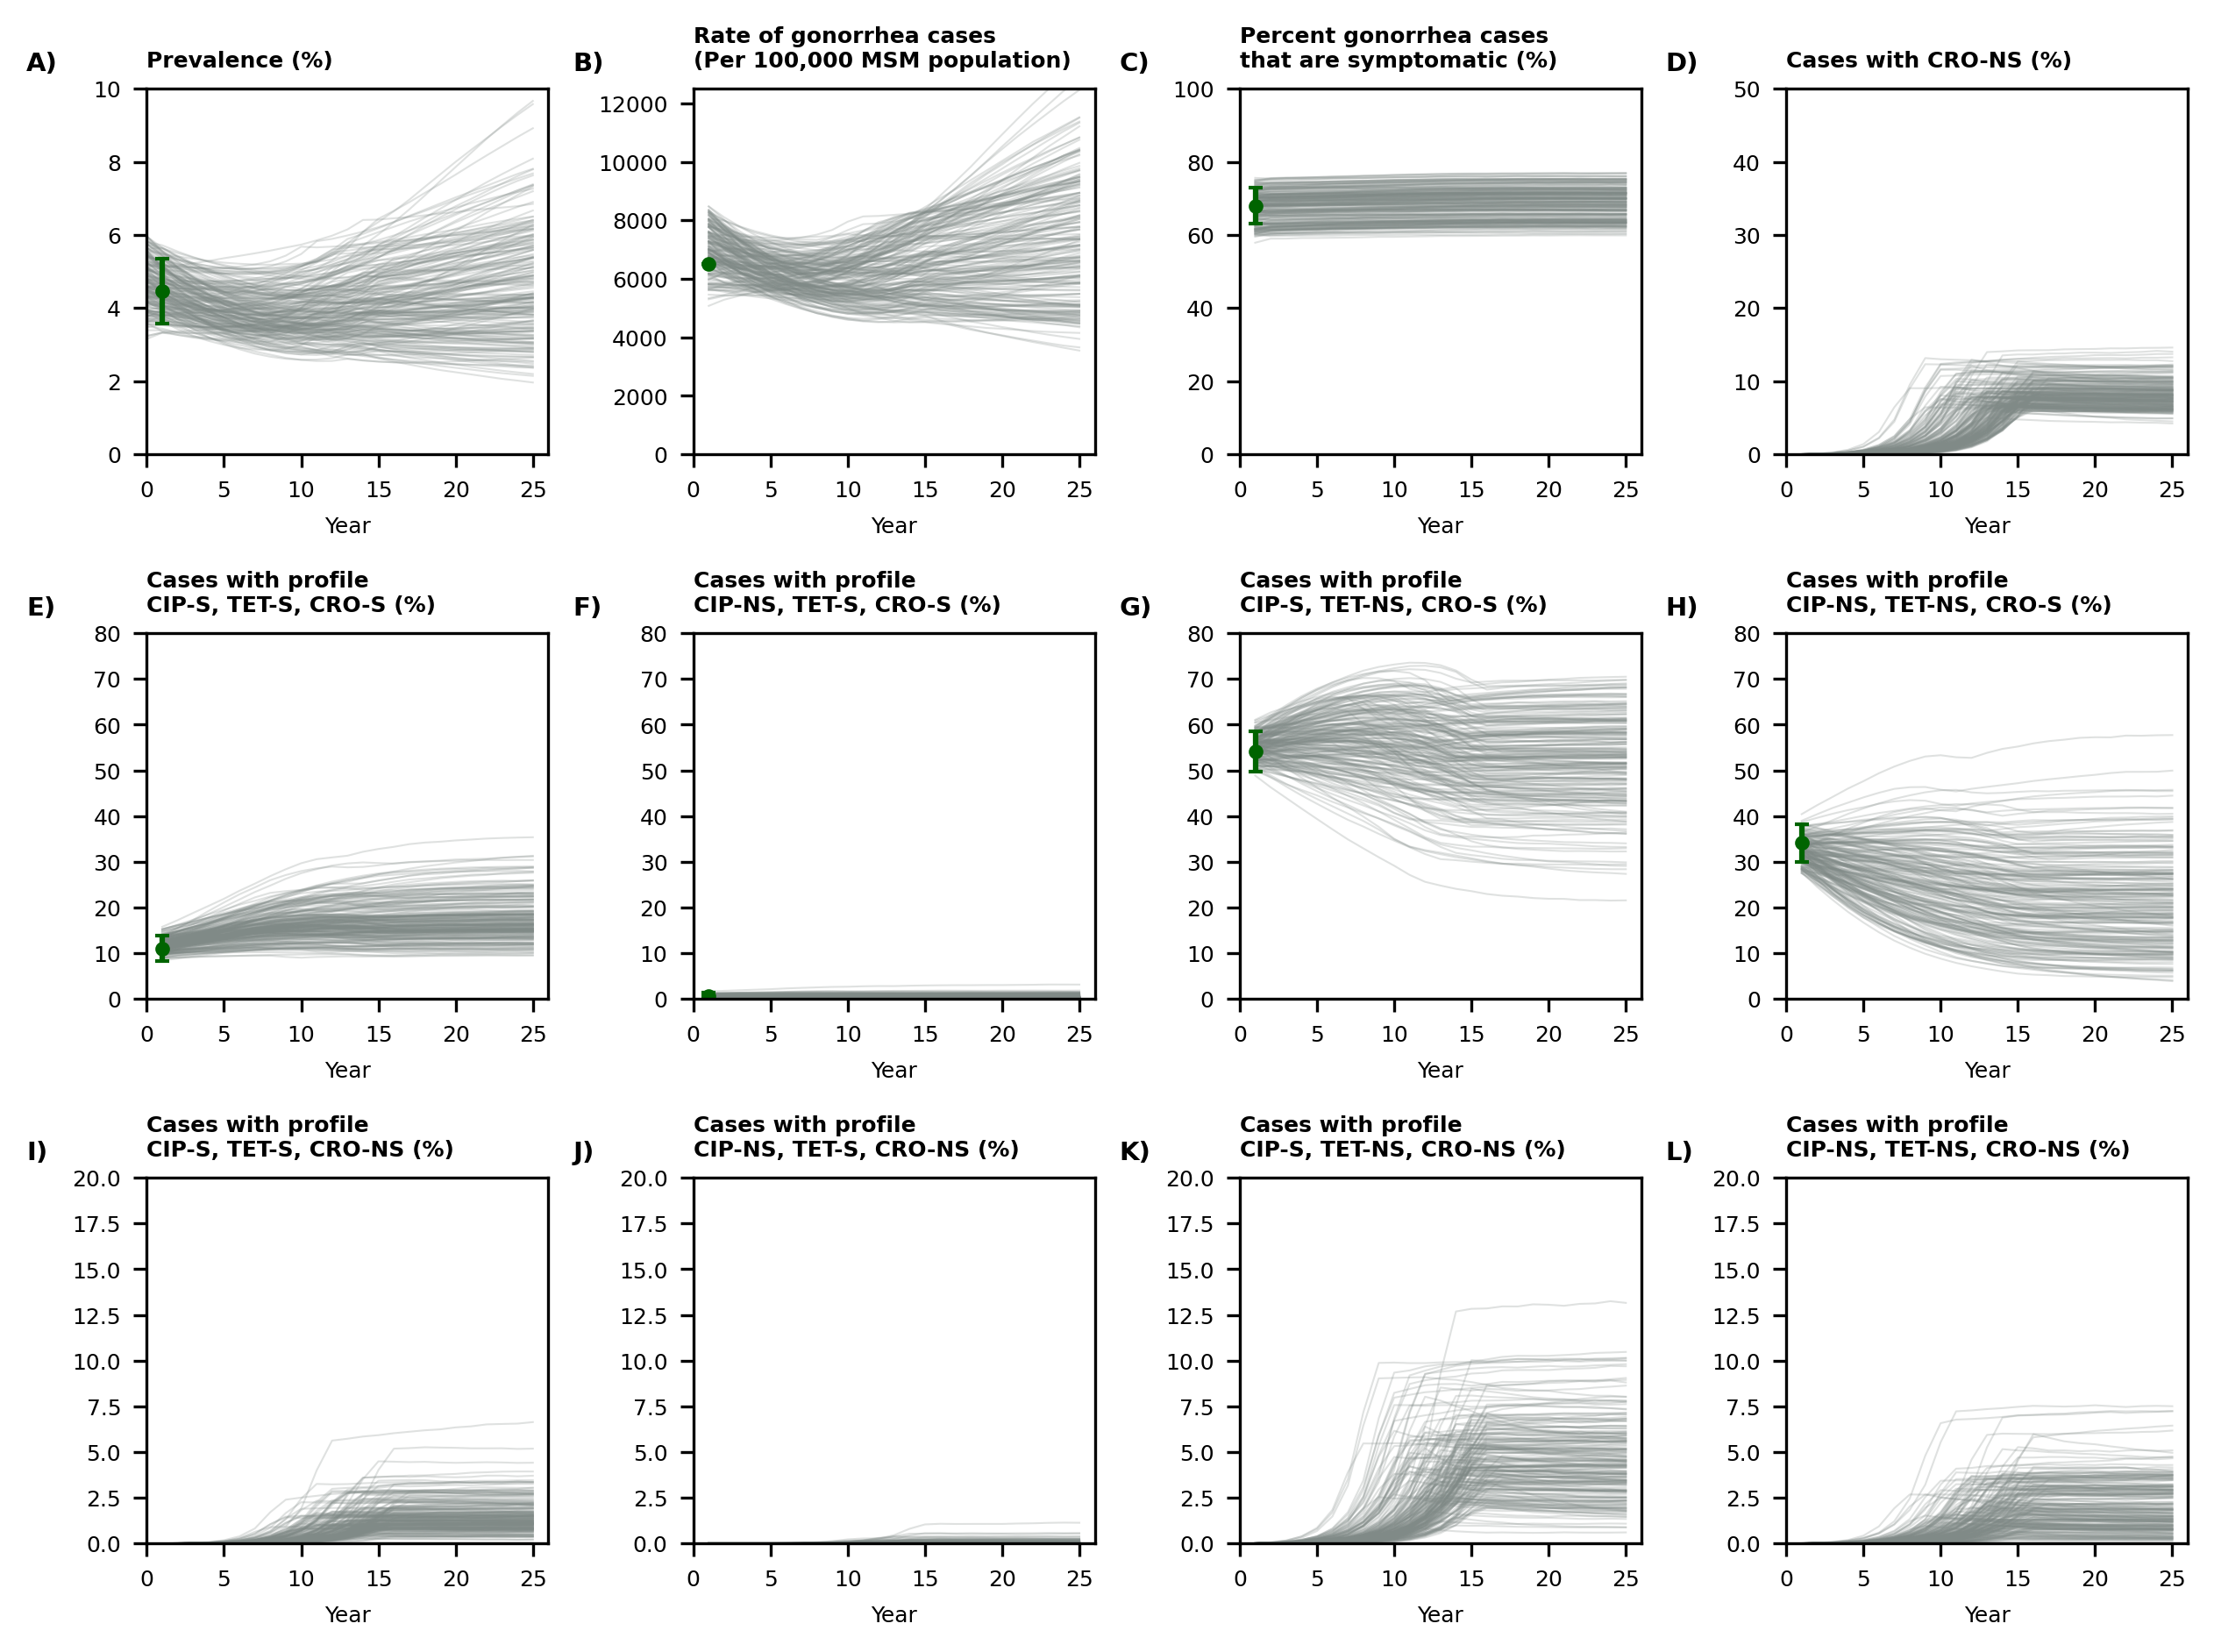 A)
Prevalence (%)
10
8
6
4
2
0
0 5 10 15 20 25
Year
B)
Rate of gonorrhea cases
(Per 100,000 MSM population)
12000
10000
8000
6000
4000
2000
0
0 5 10 15 20 25
Year
C)
Percent gonorrhea cases
that are symptomatic (%)
100
80
60
40
20
0
0 5 10 15 20 25
Year
D)
Cases with CRO-NS (%)
50
40
30
20
10
0
0 5 10 15 20 25
Year
E)
Cases with profile
CIP-S, TET-S, CRO-S (%)
80
70
60
50
40
30
20
10
0
0 5 10 15 20 25
Year
F)
Cases with profile
CIP-NS, TET-S, CRO-S (%)
80
70
60
50
40
30
20
10
0
0 5 10 15 20 25
Year
G)
Cases with profile
CIP-S, TET-NS, CRO-S (%)
80
70
60
50
40
30
20
10
0
0 5 10 15 20 25
Year
H)
Cases with profile
CIP-NS, TET-NS, CRO-S (%)
80
70
60
50
40
30
20
10
0
0 5 10 15 20 25
Year
I)
Cases with profile
CIP-S, TET-S, CRO-NS (%)
20.0
17.5
15.0
12.5
10.0
7.5
5.0
2.5
0.0
0 5 10 15 20 25
Year
J)
Cases with profile
CIP-NS, TET-S, CRO-NS (%)
20.0
17.5
15.0
12.5
10.0
7.5
5.0
2.5
0.0
0 5 10 15 20 25
Year
K)
Cases with profile
CIP-S, TET-NS, CRO-NS (%)
20.0
17.5
15.0
12.5
10.0
7.5
5.0
2.5
0.0
0 5 10 15 20 25
Year
L)
Cases with profile
CIP-NS, TET-NS, CRO-NS (%)
20.0
17.5
15.0
12.5
10.0
7.5
5.0
2.5
0.0
0 5 10 15 20 25
Year